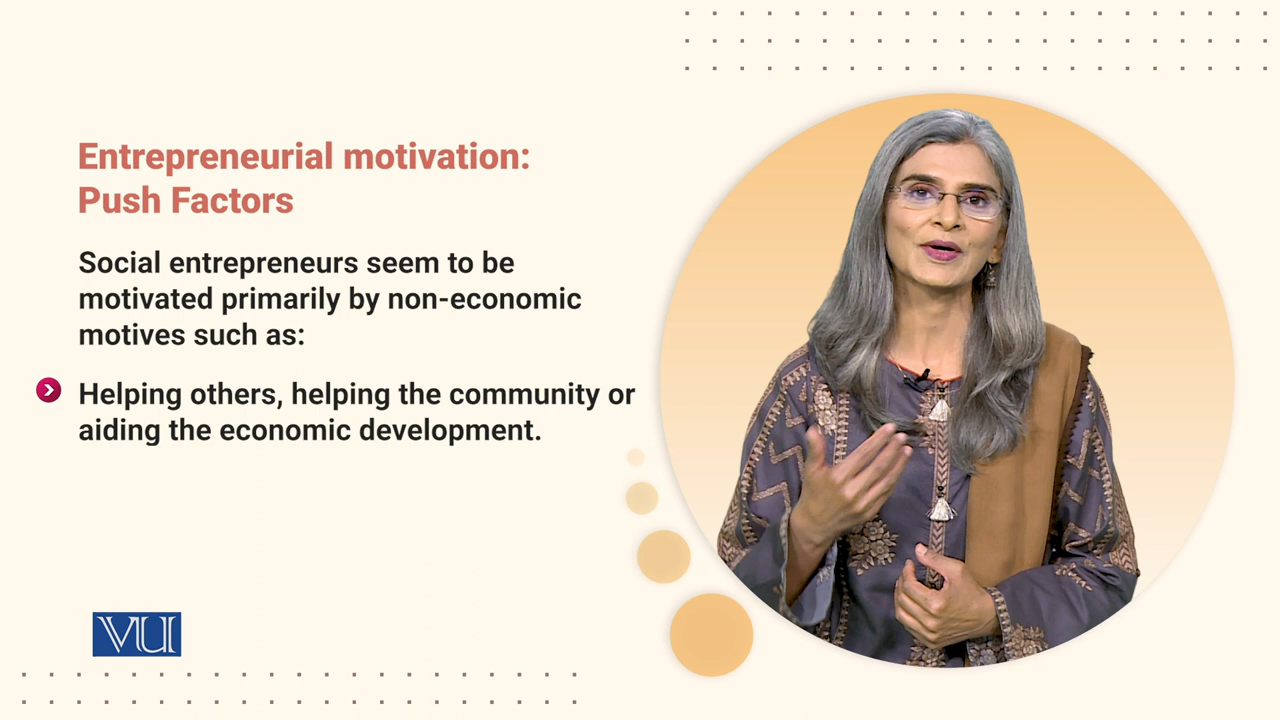 Entrepreneurial motivation:
Push Factors
Social entrepreneurs seem to be
motivated primarily by non-economic
motives such as:
Helping others, helping the community or
aiding the economic development.
VU